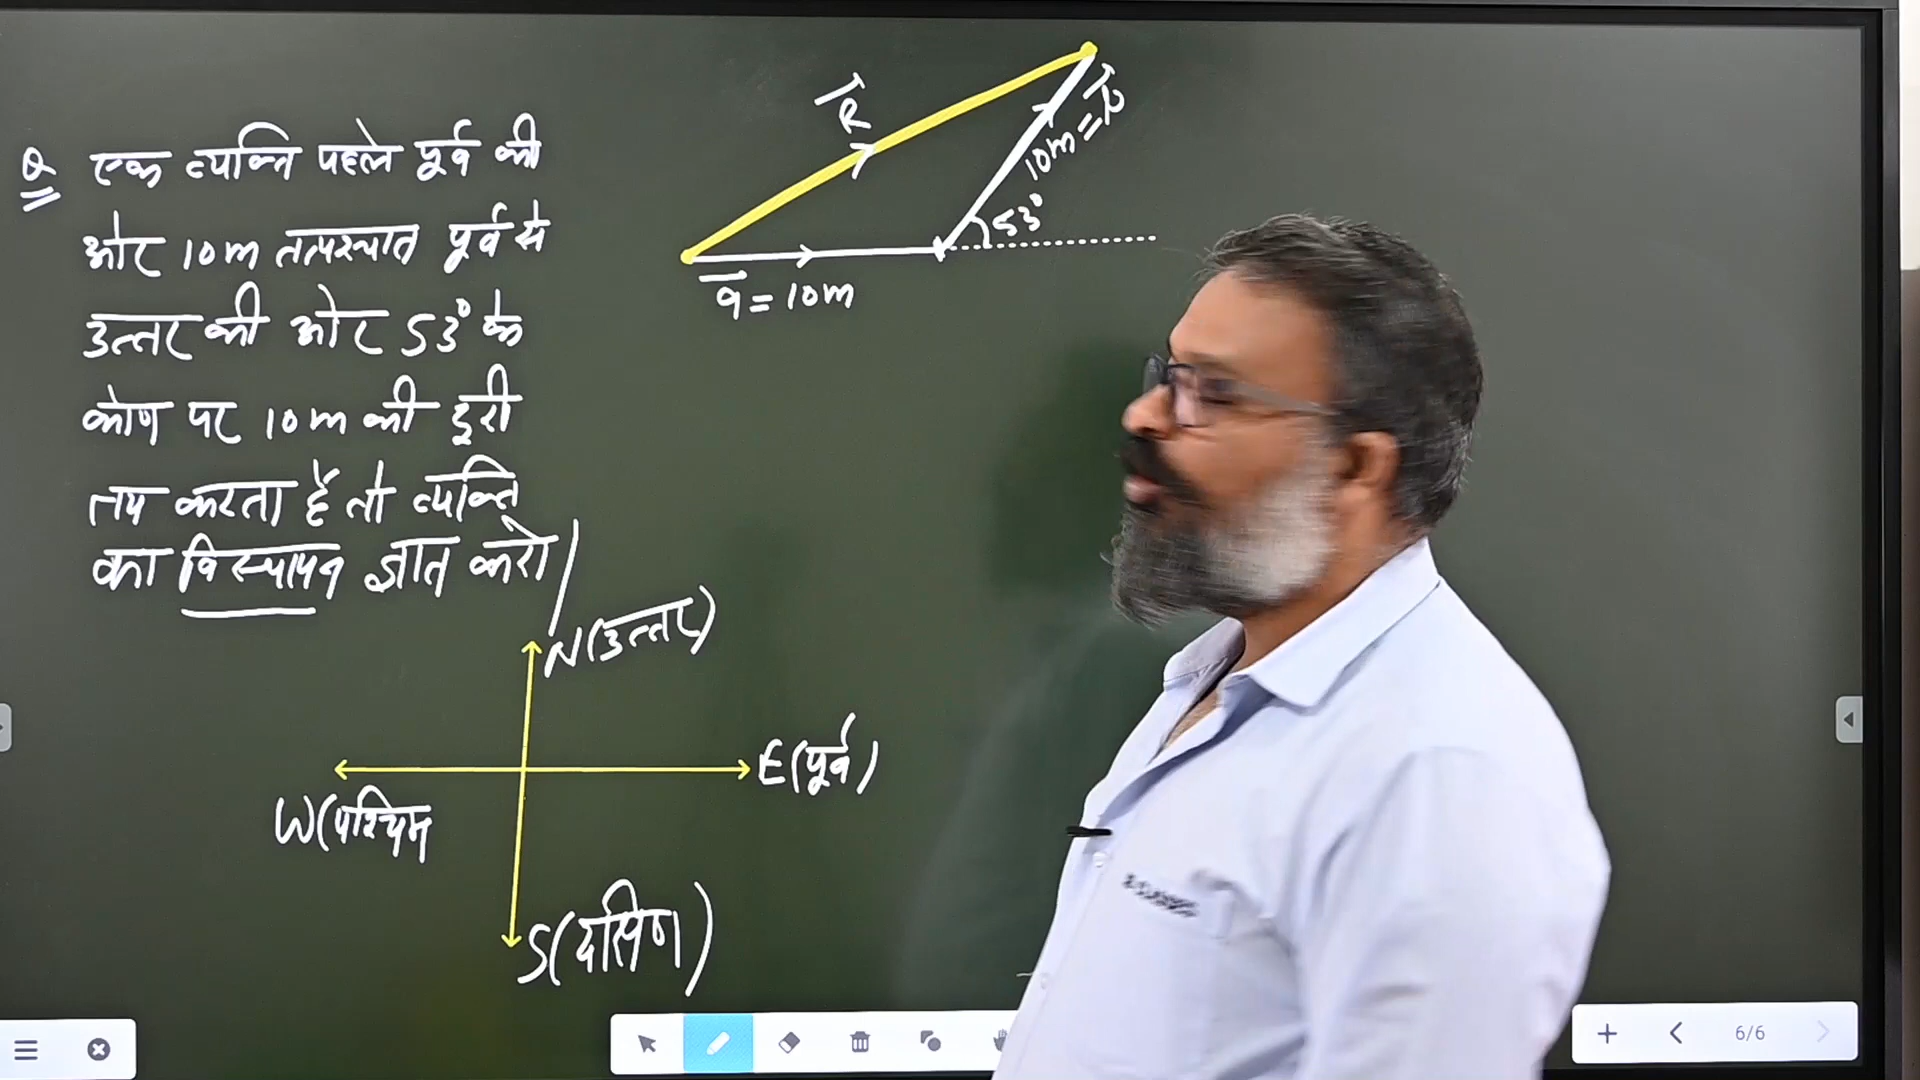 Q एक व्यक्ति पहले पूर्व की
ओर 10m तत्पश्चात पूर्व से
उत्तर की ओर 53° के
कोण पर 10m की दूरी
तय करता हैं तो व्यक्ति
का विस्थापन ज्ञात करो।
R
10m = b
53°
a = 10m
N(उत्तर)
E(पूर्व)
W(पश्चिम
S(दक्षिण)
6/6